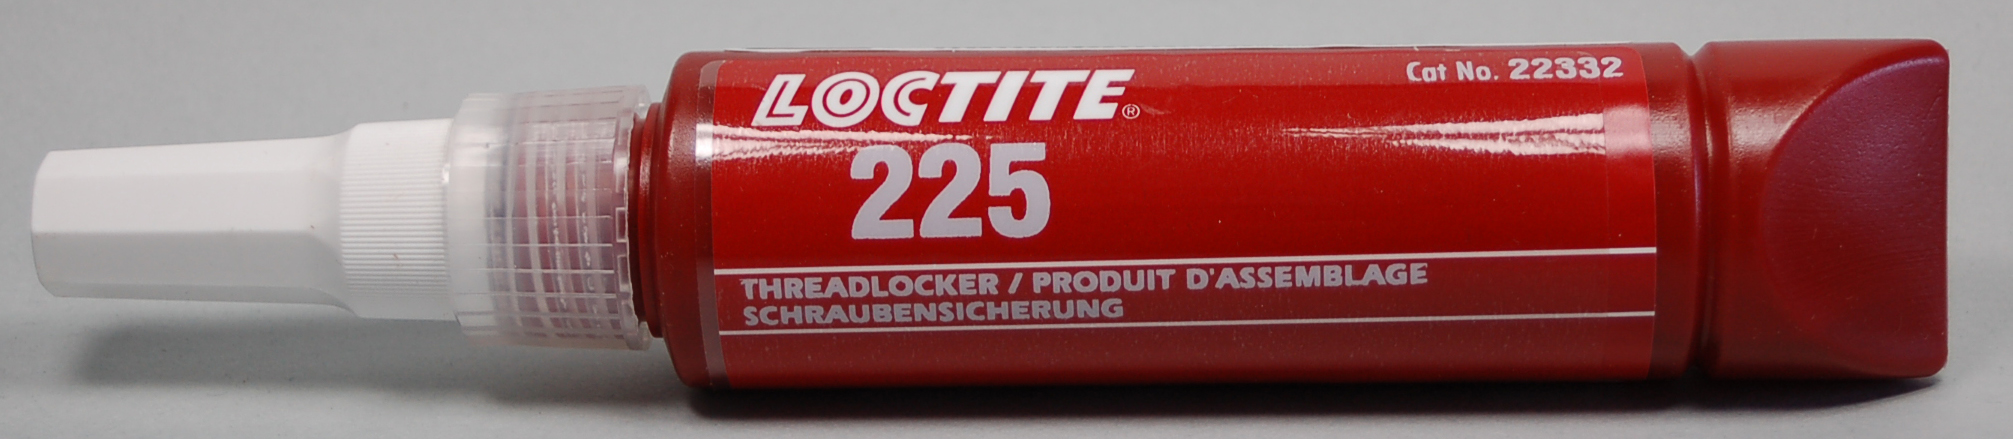 LOCTITE®
Cat No. 22332
225
THREADLOCKER / PRODUIT D'ASSEMBLAGE
SCHRAUBENSICHERUNG